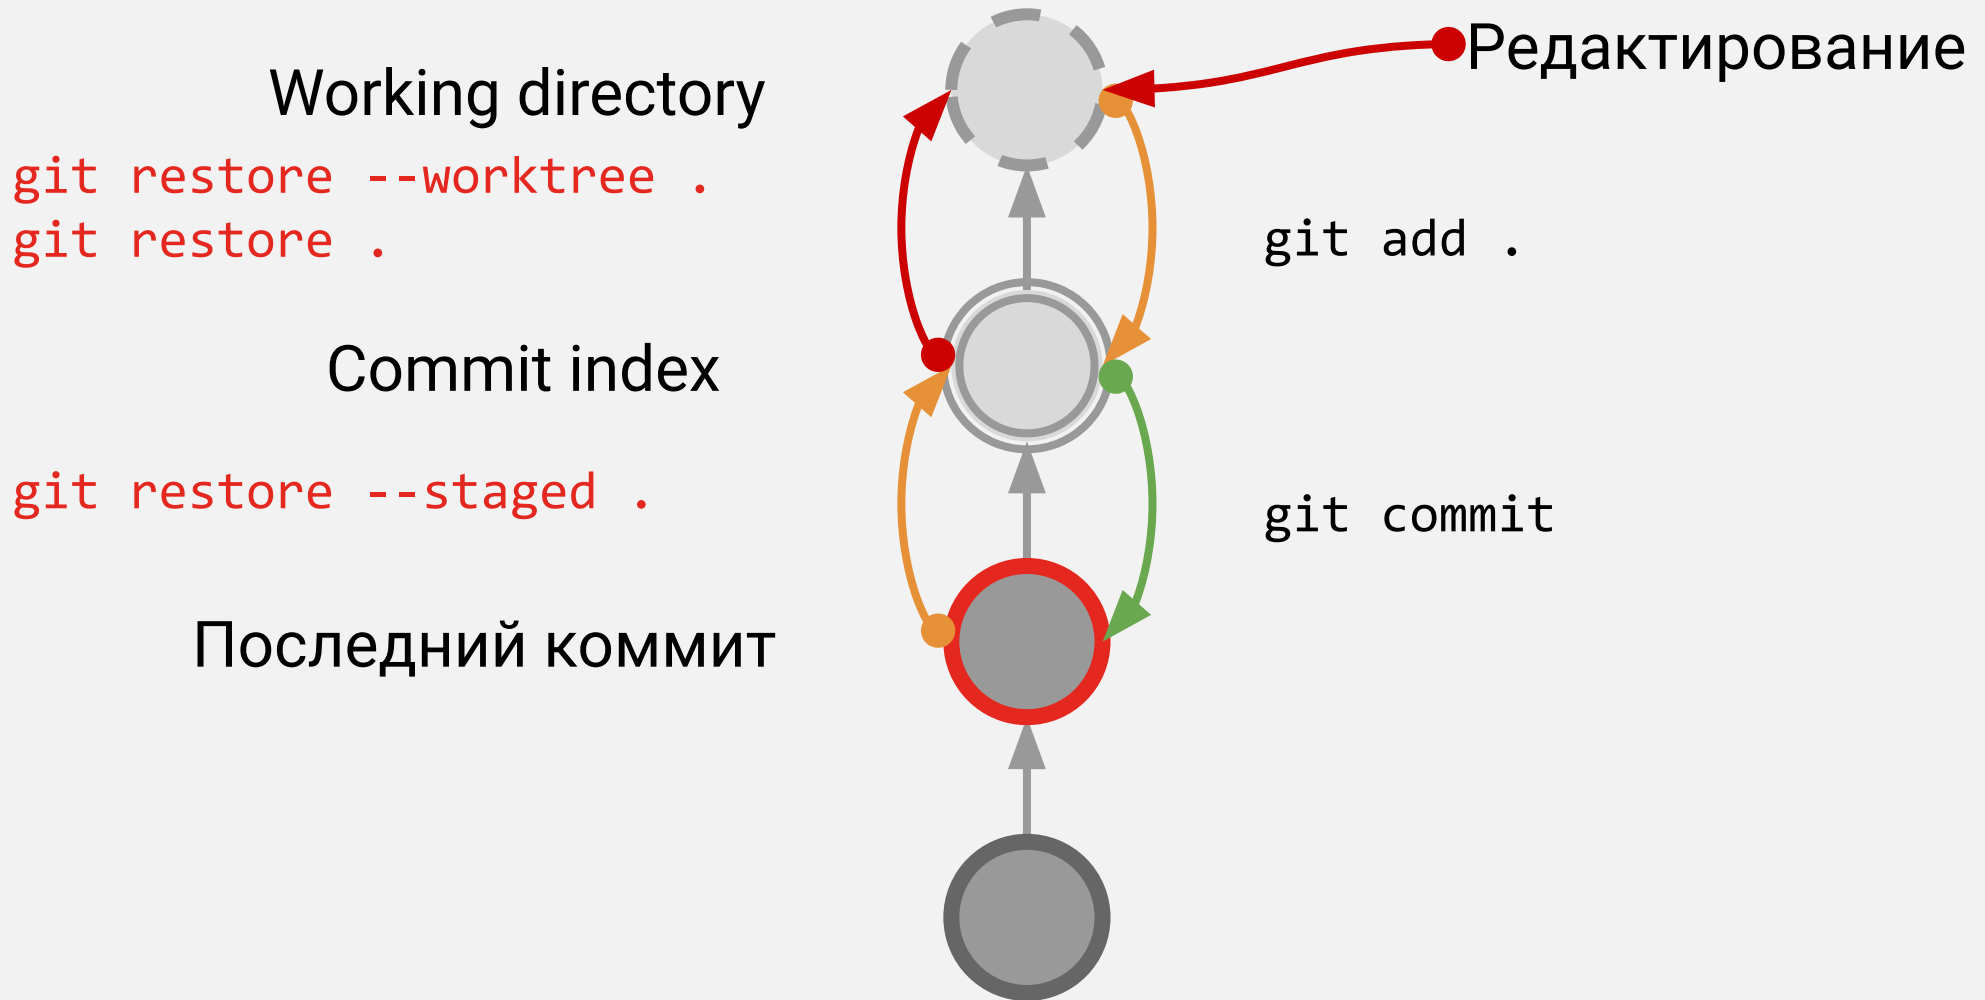 Редактирование
Working directory
git restore --worktree .
git restore .
git add .
Commit index
git restore --staged .
git commit
Последний коммит